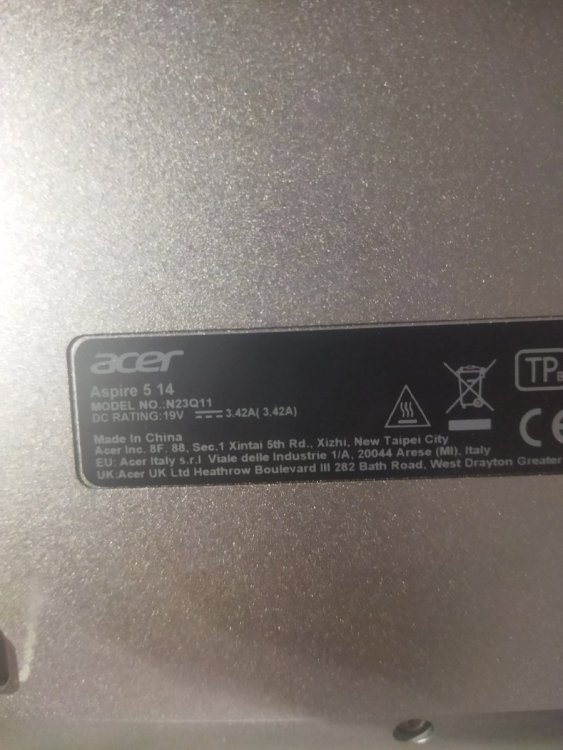 acer
Aspire 5 14
MODEL NO.:N23Q11
DC RATING:19V 3.42A( 3,42A)
Made in China
Acer Inc. 8F. 88, Sec.1 Xintai 5th Rd., Xizhi, New Taipei City
EU: Acer Italy s.r.l Viale delle Industrie 1/A, 20044 Arese (MI), Italy
UK:Acer UK Ltd Heathrow Boulevard III 282 Bath Road, West Drayton Greater
TP
CE